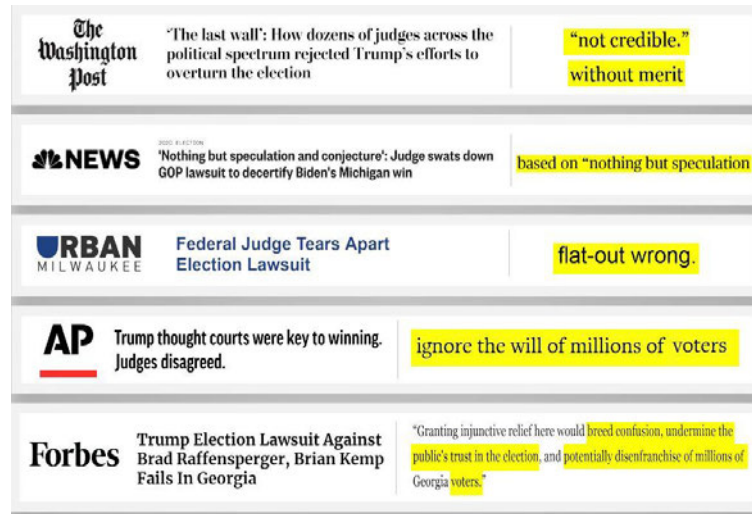 The
Washington
Post
‘The last wall’: How dozens of judges across the
political spectrum rejected Trump’s efforts to
overturn the election
“not credible.”
without merit
NEWS
2020 ELECTION
'Nothing but speculation and conjecture': Judge swats down
GOP lawsuit to decertify Biden's Michigan win
based on “nothing but speculation
URBAN
MILWAUKEE
Federal Judge Tears Apart
Election Lawsuit
flat-out wrong.
AP
Trump thought courts were key to winning.
Judges disagreed.
ignore the will of millions of voters
Forbes
Trump Election Lawsuit Against
Brad Raffensperger, Brian Kemp
Fails In Georgia
“Granting injunctive relief here would breed confusion, undermine the
public’s trust in the election, and potentially disenfranchise of millions of
Georgia voters.”